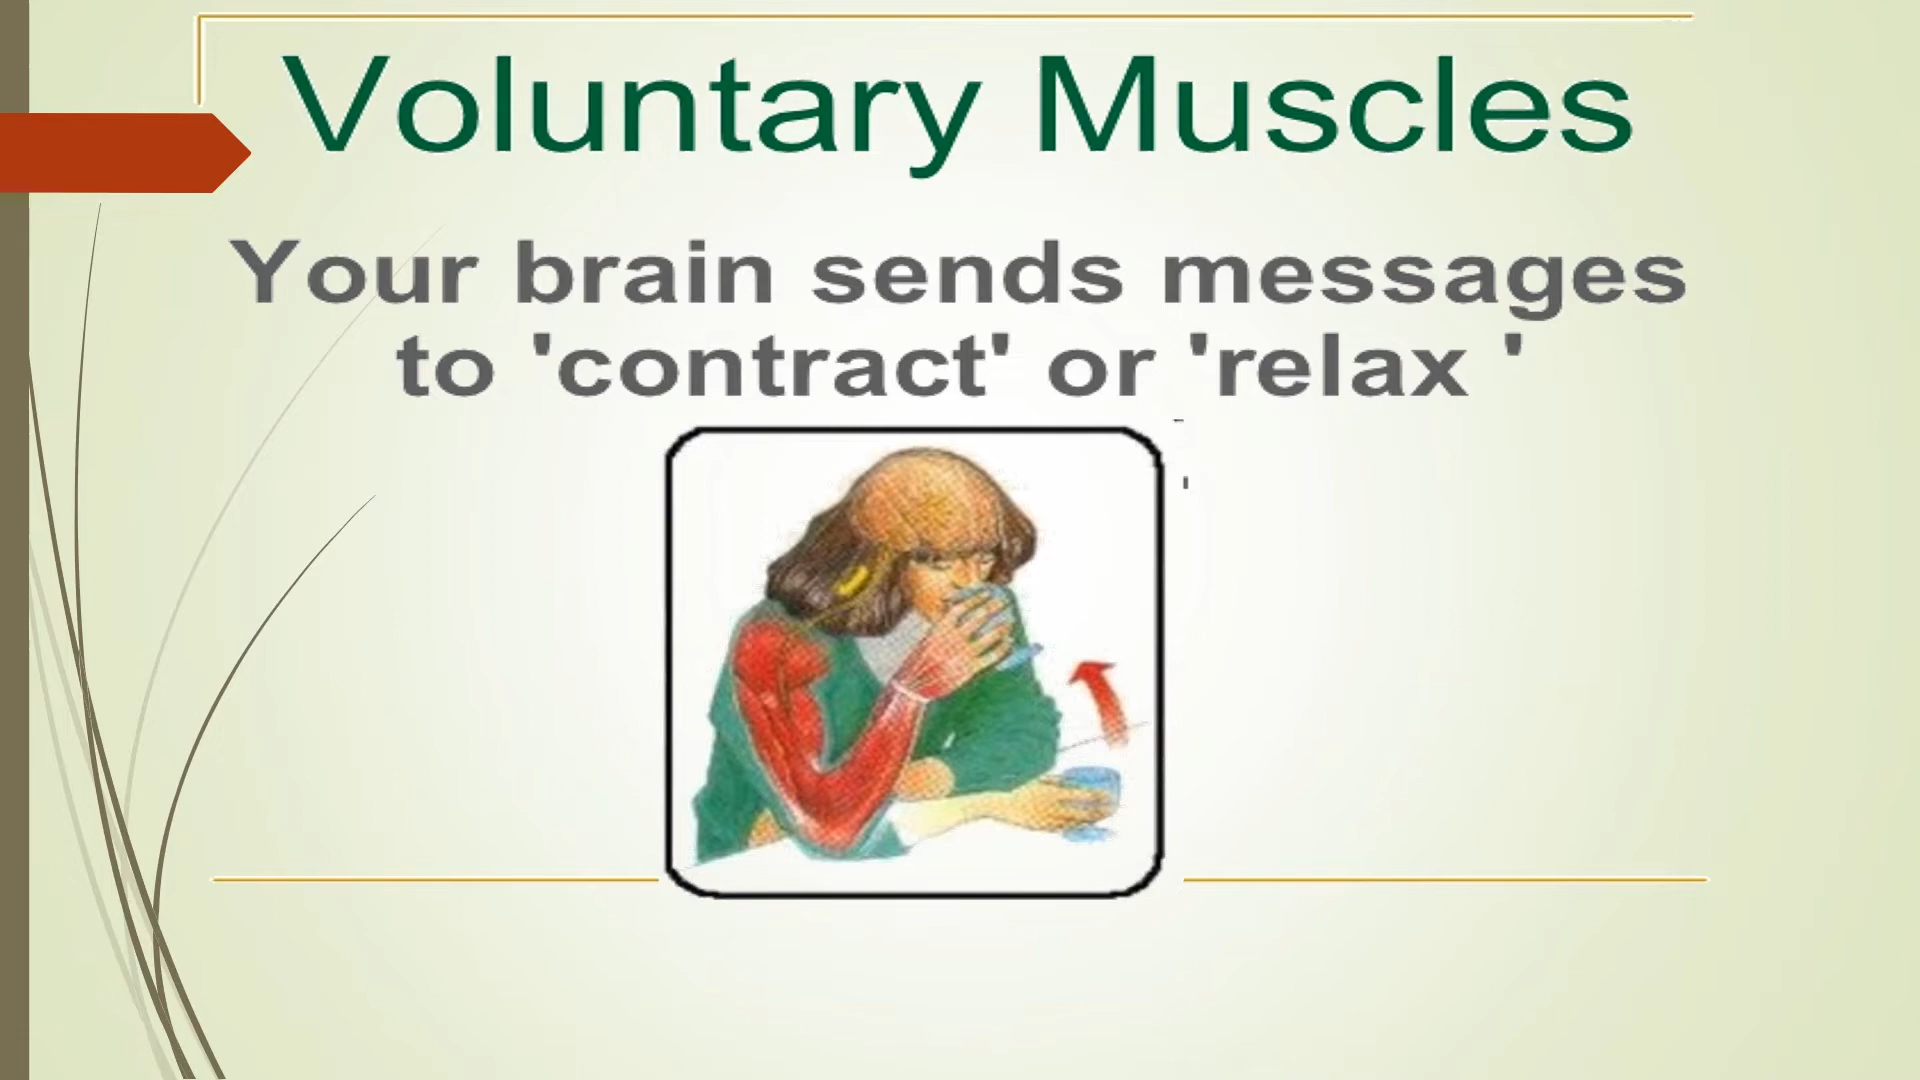 Voluntary Muscles
Your brain sends messages
to 'contract' or 'relax '